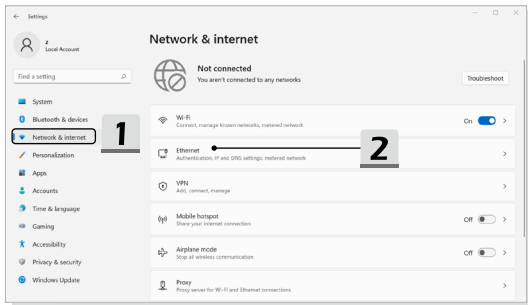 Settings
z
Local Account
Find a setting
System
Bluetooth & devices
Network & internet
Personalization
Apps
Accounts
Time & language
Gaming
Accessibility
Privacy & security
Windows Update
1
Network & internet
Not connected
You aren't connected to any networks
Troubleshoot
Wi-Fi
Connect, manage known networks, metered network
On
Ethernet
Authentication, IP and DNS settings, metered network
2
VPN
Add, connect, manage
Mobile hotspot
Share your internet connection
Off
Airplane mode
Stop all wireless communication
Off
Proxy
Proxy server for Wi-Fi and Ethernet connections